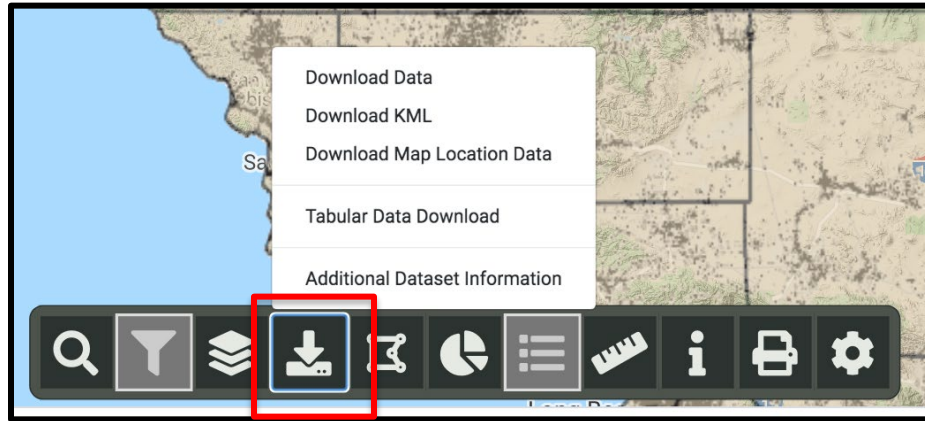 Download Data
Download KML
Download Map Location Data
Tabular Data Download
Additional Dataset Information